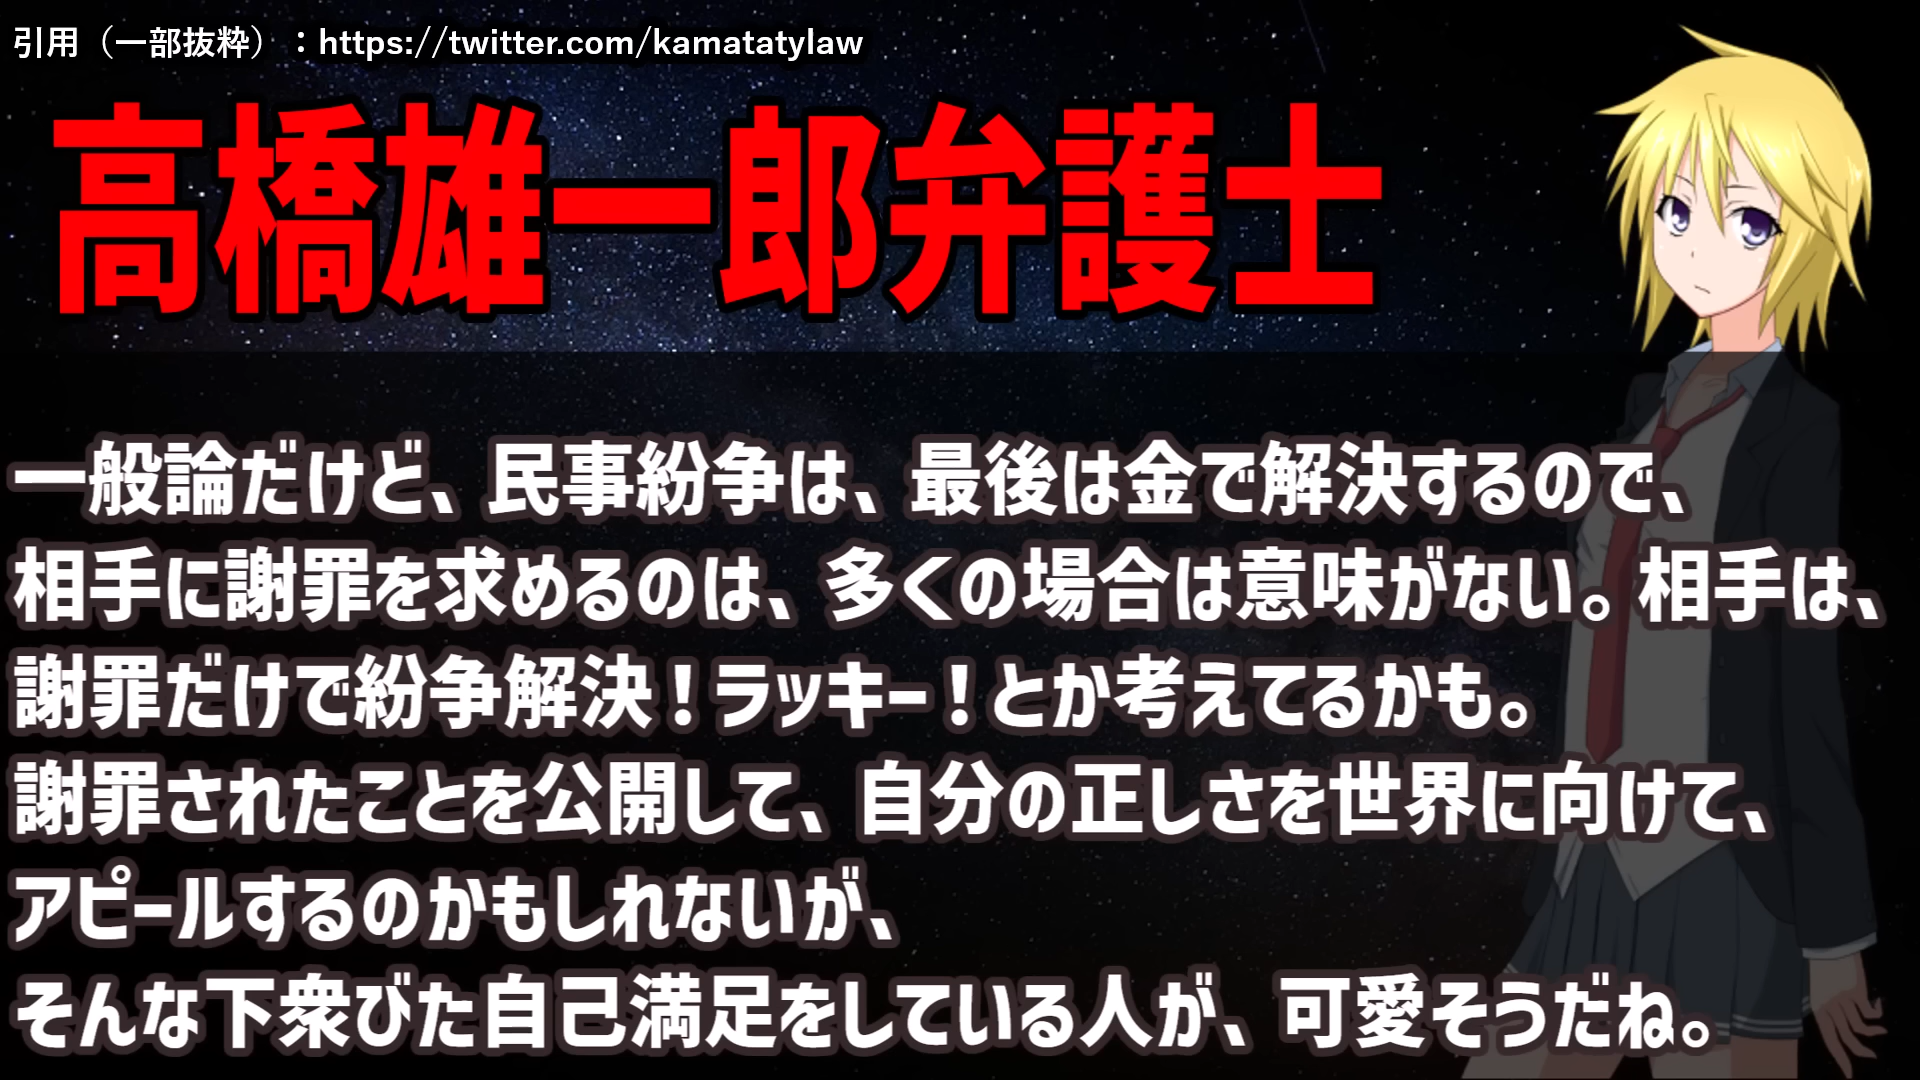 引用（一部抜粋）：https://twitter.com/kamatatylaw
高橋雄一郎弁護士
一般論だけど、民事紛争は、最後は金で解決するので、
相手に謝罪を求めるのは、多くの場合は意味がない。相手は、
謝罪だけで紛争解決！ラッキー！とか考えてるかも。
謝罪されたことを公開して、自分の正しさを世界に向けて、
アピールするのかもしれないが、
そんな下衆びた自己満足をしている人が、可愛そうだね。